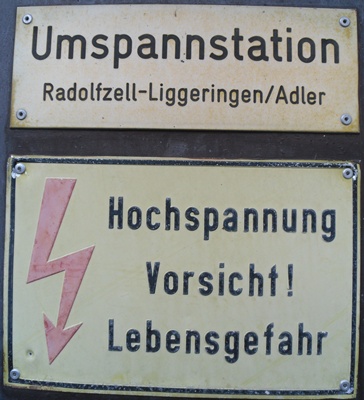 Umspannstation
Radolfzell-Liggeringen/Adler
Hochspannung
Vorsicht!
Lebensgefahr